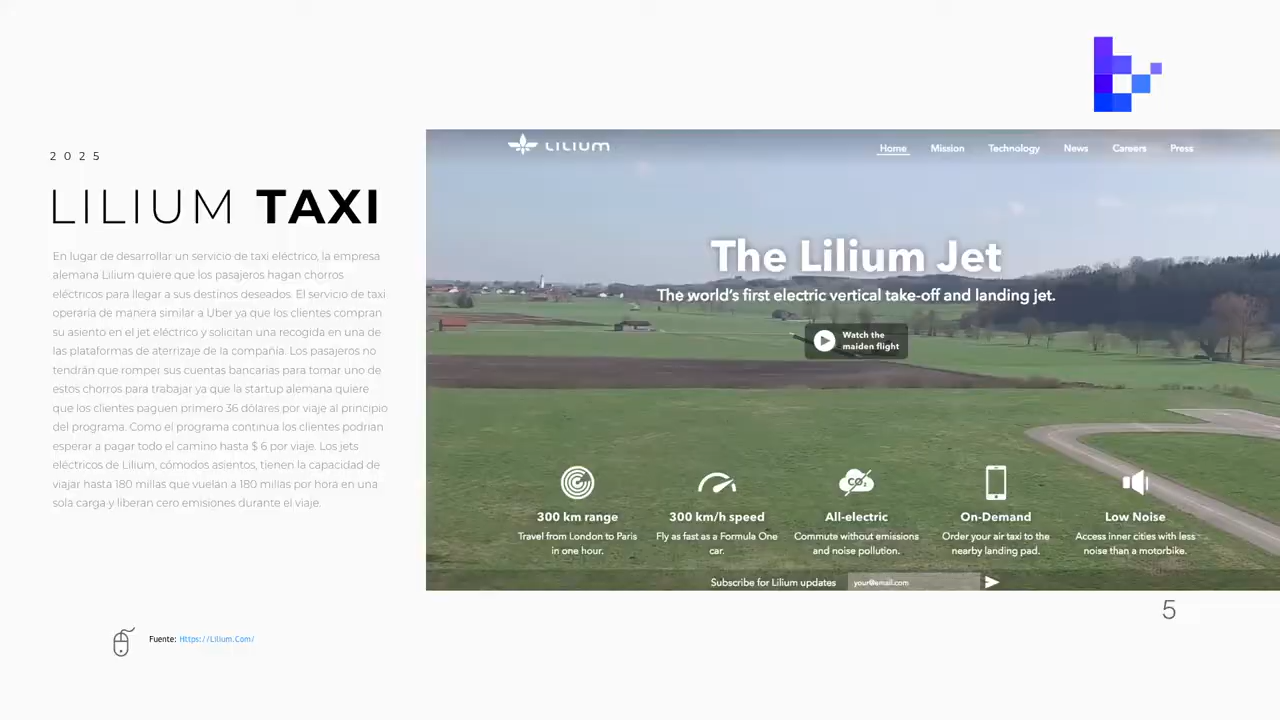 2025
LILIUM TAXI
En lugar de desarrollar un servicio de taxi eléctrico, la empresa
alemana Lilium quiere que los pasajeros hagan chorros
eléctricos para llegar a sus destinos deseados. El servicio de taxi
operaría de manera similar a Uber ya que los clientes compran
su asiento en el jet eléctrico y solicitan una recogida en una de
las plataformas de aterrizaje de la compañía. Los pasajeros no
tendrán que romper sus cuentas bancarias para tomar uno de
estos chorros para trabajar ya que la startup alemana quiere
que los clientes paguen primero 36 dólares por viaje al principio
del programa. Como el programa continua los clientes podrían
esperar a pagar todo el camino hasta $ 6 por viaje. Los jets
eléctricos de Lilium, cómodos asientos, tienen la capacidad de
viajar hasta 180 millas que vuelan a 180 millas por hora en una
sola carga y liberan cero emisiones durante el viaje.
LILIUM
Home Mission Technology News Careers Press
The Lilium Jet
The world's first electric vertical take-off and landing jet.
Watch the
maiden flight
CO2
300 km range
Travel from London to Paris
in one hour.
300 km/h speed
Fly as fast as a Formula One
car.
All-electric
Commute without emissions
and noise pollution.
On-Demand
Order your air taxi to the
nearby landing pad.
Low Noise
Access inner cities with less
noise than a motorbike.
Subscribe for Lilium updates your@email.com
5
Fuente: Https://Lilium.Com/